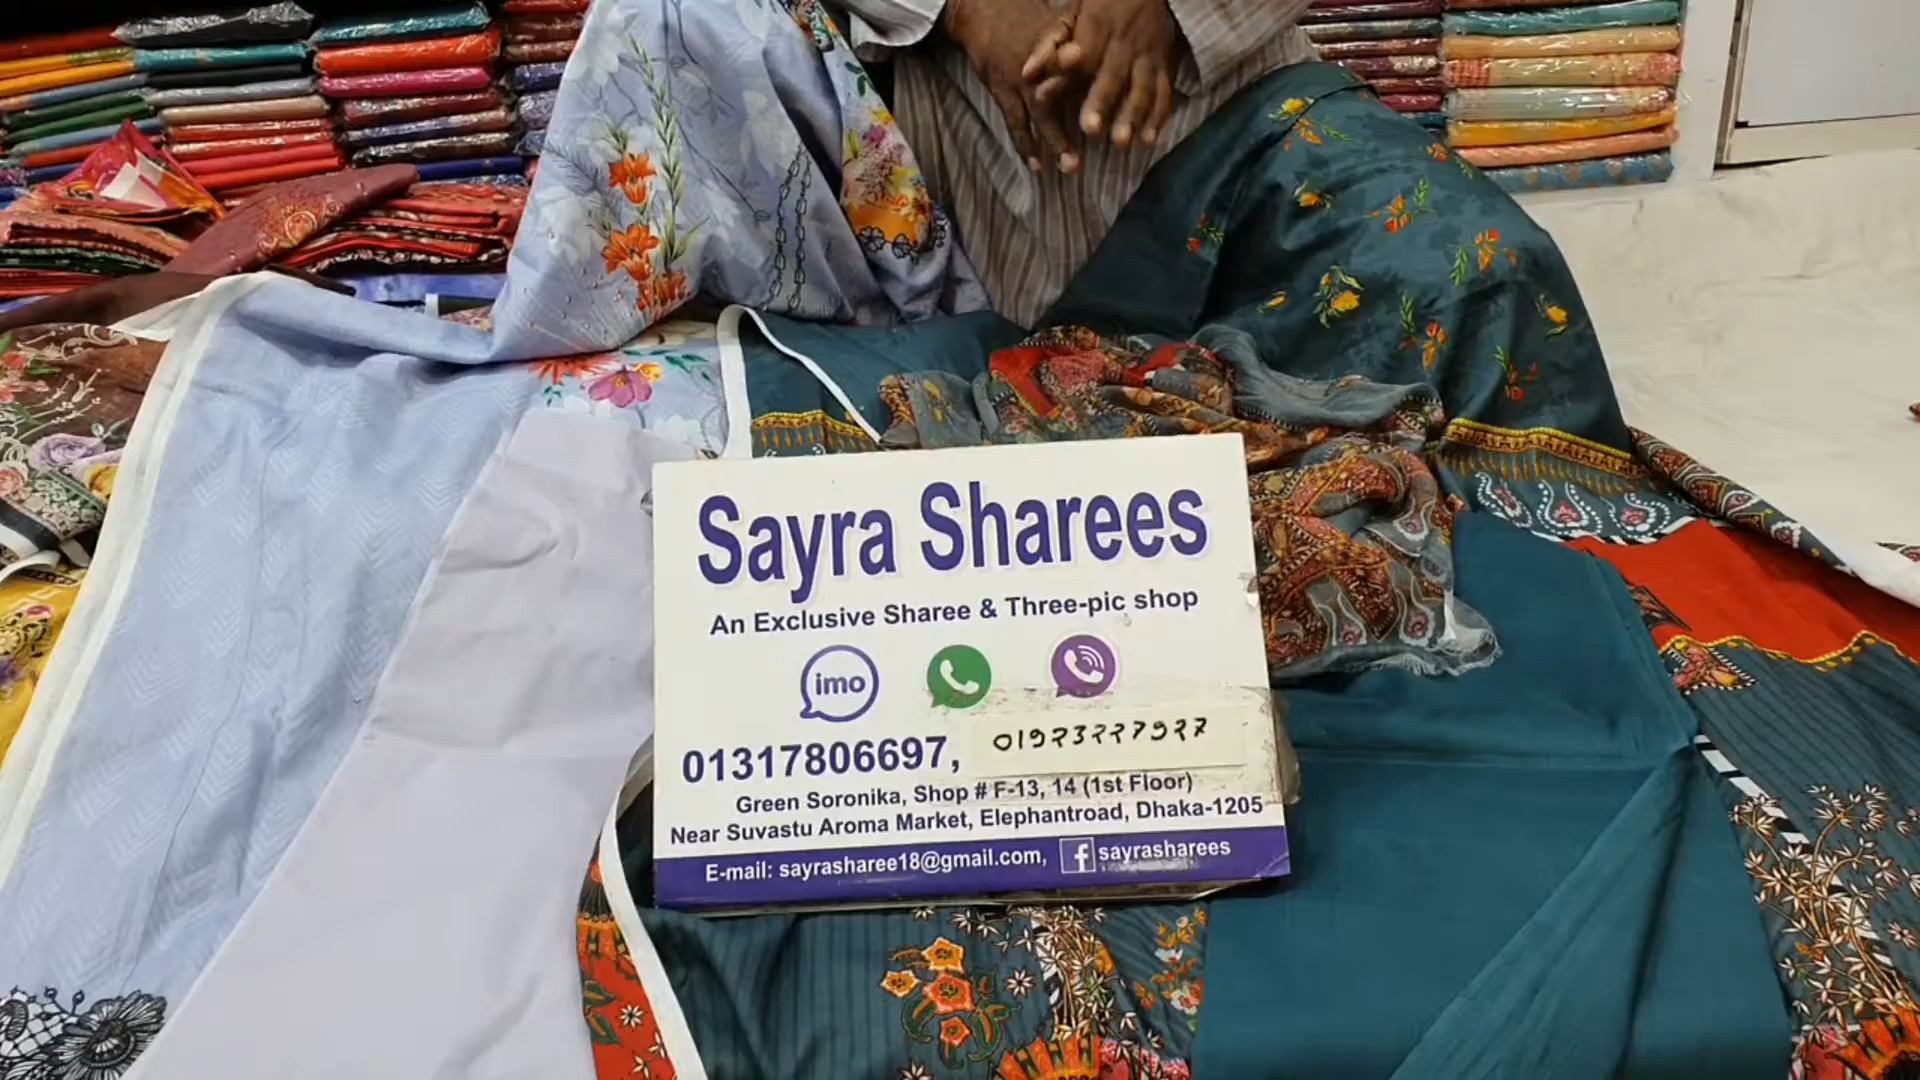 Sayra Sharees
An Exclusive Sharee & Three-pic shop
imo
01317806697, 01923227927
Green Soronika, Shop # F-13, 14 (1st Floor)
Near Suvastu Aroma Market, Elephantroad, Dhaka-1205
E-mail: sayrasharee18@gmail.com, f sayrasharees